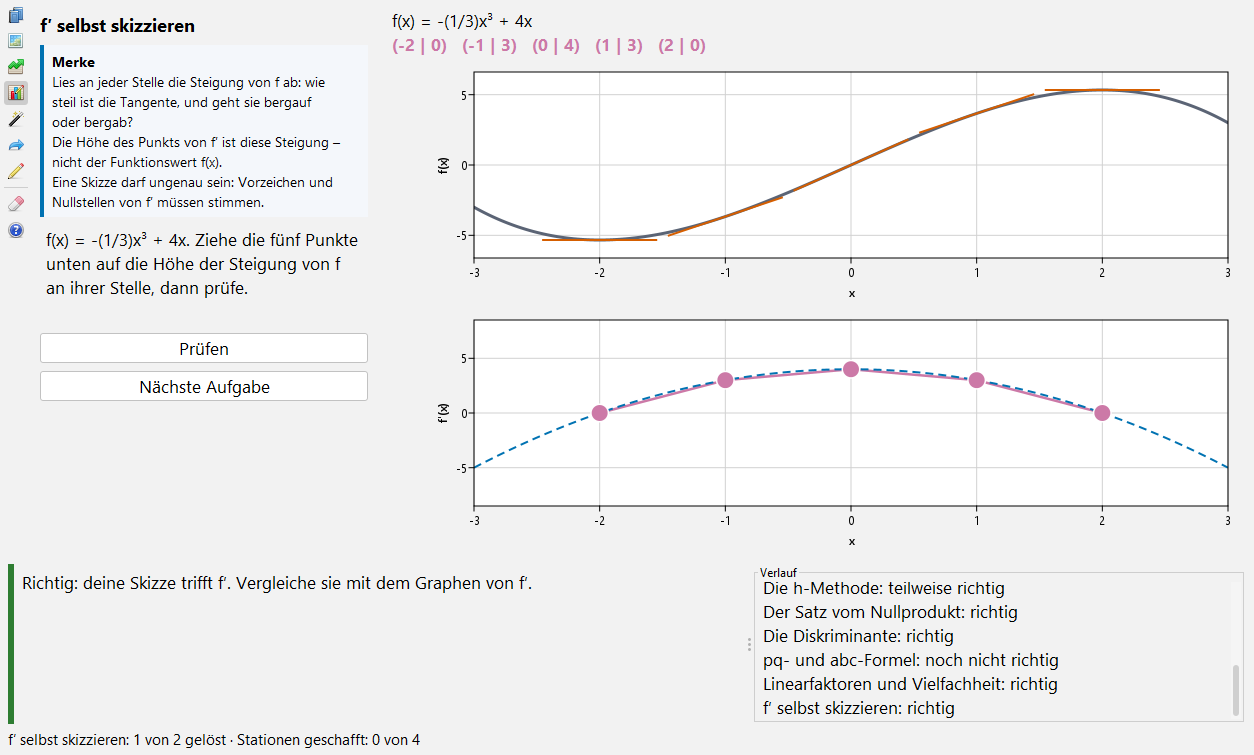 f′ selbst skizzieren
Merke
Lies an jeder Stelle die Steigung von f ab: wie
steil ist die Tangente, und geht sie bergauf
oder bergab?
Die Höhe des Punkts von f′ ist diese Steigung –
nicht der Funktionswert f(x).
Eine Skizze darf ungenau sein: Vorzeichen und
Nullstellen von f′ müssen stimmen.
f(x) = -(1/3)x³ + 4x. Ziehe die fünf Punkte
unten auf die Höhe der Steigung von f
an ihrer Stelle, dann prüfe.
Prüfen
Nächste Aufgabe
f(x) = -(1/3)x³ + 4x
(-2 | 0) (-1 | 3) (0 | 4) (1 | 3) (2 | 0)
5
0
-5
f(x)
-3 -2 -1 0 1 2 3
x
5
0
-5
f′(x)
-3 -2 -1 0 1 2 3
x
Richtig: deine Skizze trifft f′. Vergleiche sie mit dem Graphen von f′.
Verlauf
Die h-Methode: teilweise richtig
Der Satz vom Nullprodukt: richtig
Die Diskriminante: richtig
pq- und abc-Formel: noch nicht richtig
Linearfaktoren und Vielfachheit: richtig
f′ selbst skizzieren: richtig
f′ selbst skizzieren: 1 von 2 gelöst · Stationen geschafft: 0 von 4